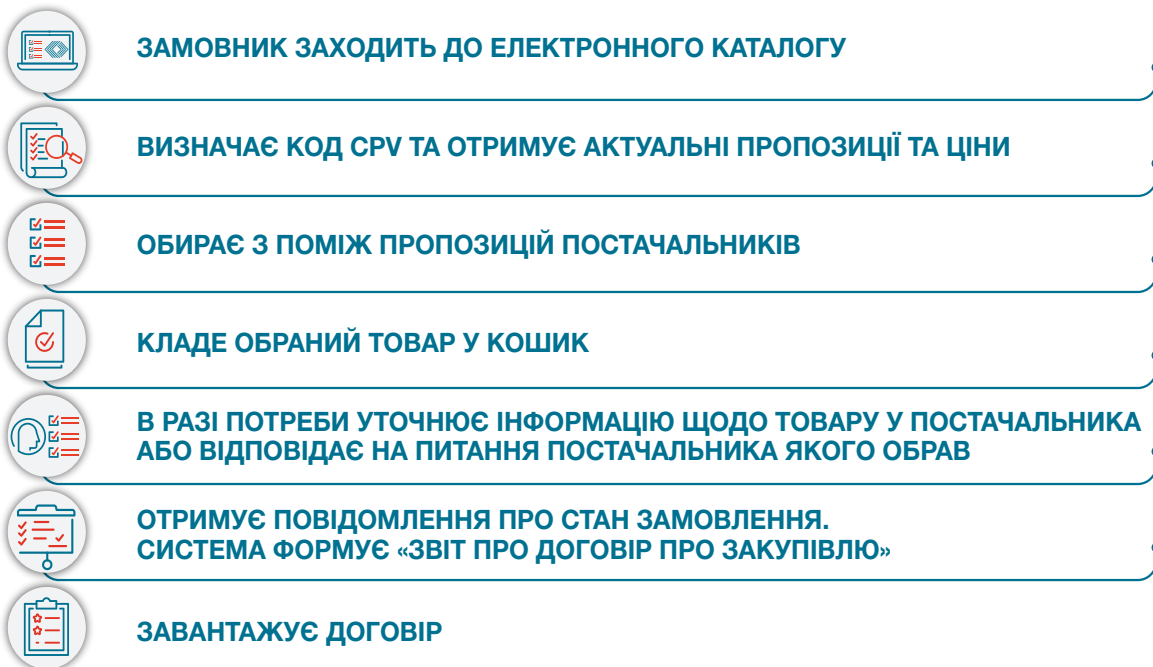 ЗАМОВНИК ЗАХОДИТЬ ДО ЕЛЕКТРОННОГО КАТАЛОГУ
ВИЗНАЧАЄ КОД CPV ТА ОТРИМУЄ АКТУАЛЬНІ ПРОПОЗИЦІЇ ТА ЦІНИ
ОБИРАЄ З ПОМІЖ ПРОПОЗИЦІЙ ПОСТАЧАЛЬНИКІВ
КЛАДЕ ОБРАНИЙ ТОВАР У КОШИК
В РАЗІ ПОТРЕБИ УТОЧНЮЄ ІНФОРМАЦІЮ ЩОДО ТОВАРУ У ПОСТАЧАЛЬНИКА
АБО ВІДПОВІДАЄ НА ПИТАННЯ ПОСТАЧАЛЬНИКА ЯКОГО ОБРАВ
ОТРИМУЄ ПОВІДОМЛЕННЯ ПРО СТАН ЗАМОВЛЕННЯ.
СИСТЕМА ФОРМУЄ «ЗВІТ ПРО ДОГОВІР ПРО ЗАКУПІВЛЮ»
ЗАВАНТАЖУЄ ДОГОВІР